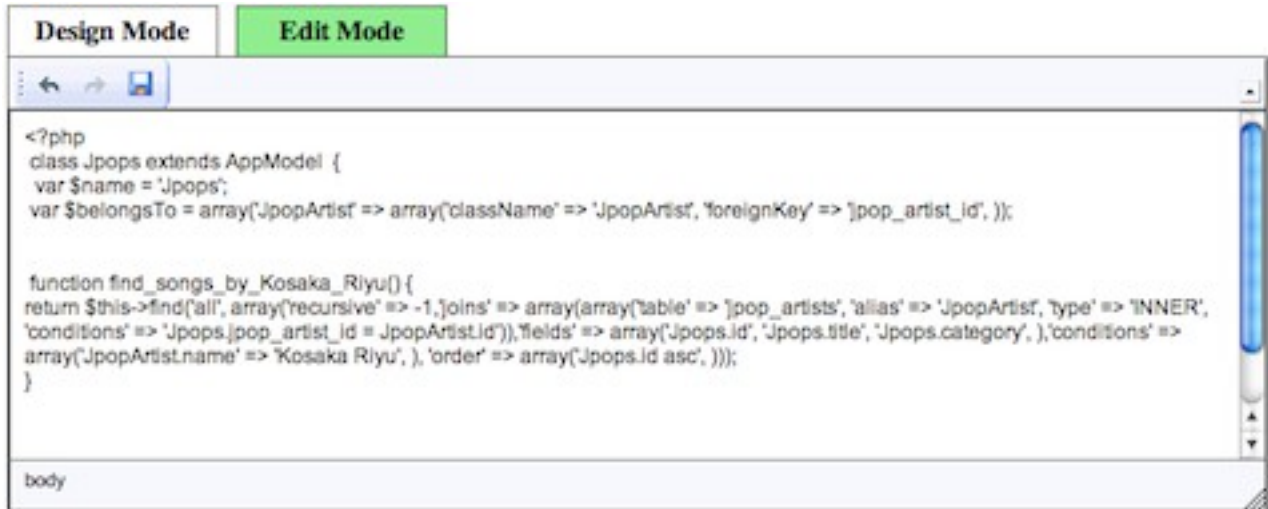 Design Mode
Edit Mode
<?php
class Jpops extends AppModel {
var $name = 'Jpops';
var $belongsTo = array('JpopArtist' => array('className' => 'JpopArtist', 'foreignKey' => 'jpop_artist_id', ));
function find_songs_by_Kosaka_Riyu() {
return $this->find('all', array('recursive' => -1,'joins' => array(array('table' => 'jpop_artists', 'alias' => 'JpopArtist', 'type' => 'INNER',
'conditions' => 'Jpops.jpop_artist_id = JpopArtist.id')),'fields' => array('Jpops.id', 'Jpops.title', 'Jpops.category', ),'conditions' =>
array('JpopArtist.name' => 'Kosaka Riyu', ), 'order' => array('Jpops.id asc', )));
}
body